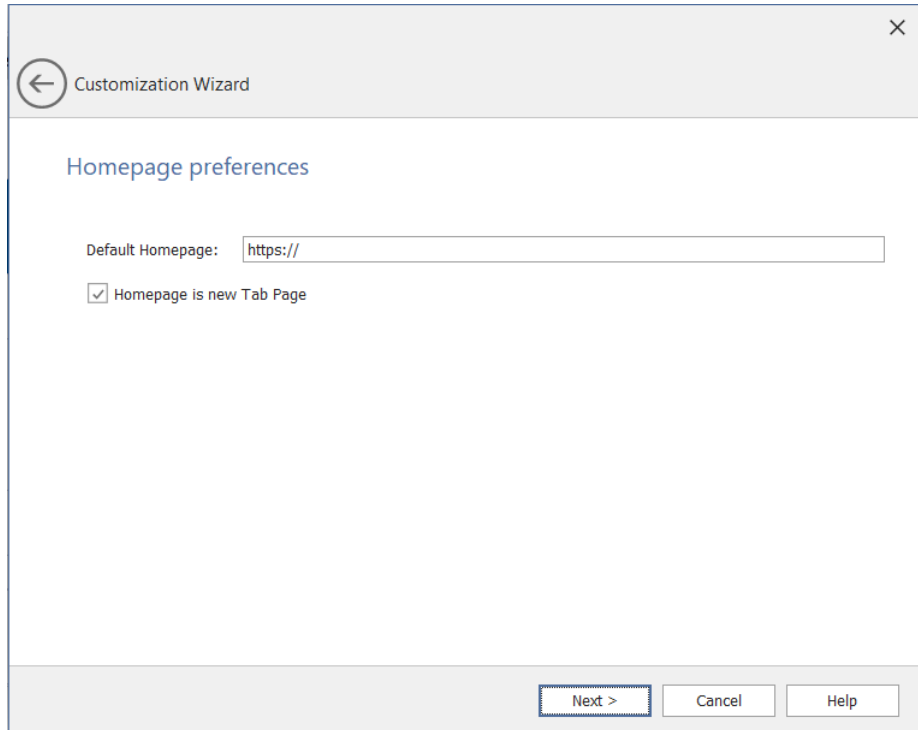 Customization Wizard
Homepage preferences
Default Homepage: https://
Homepage is new Tab Page
Next > Cancel Help